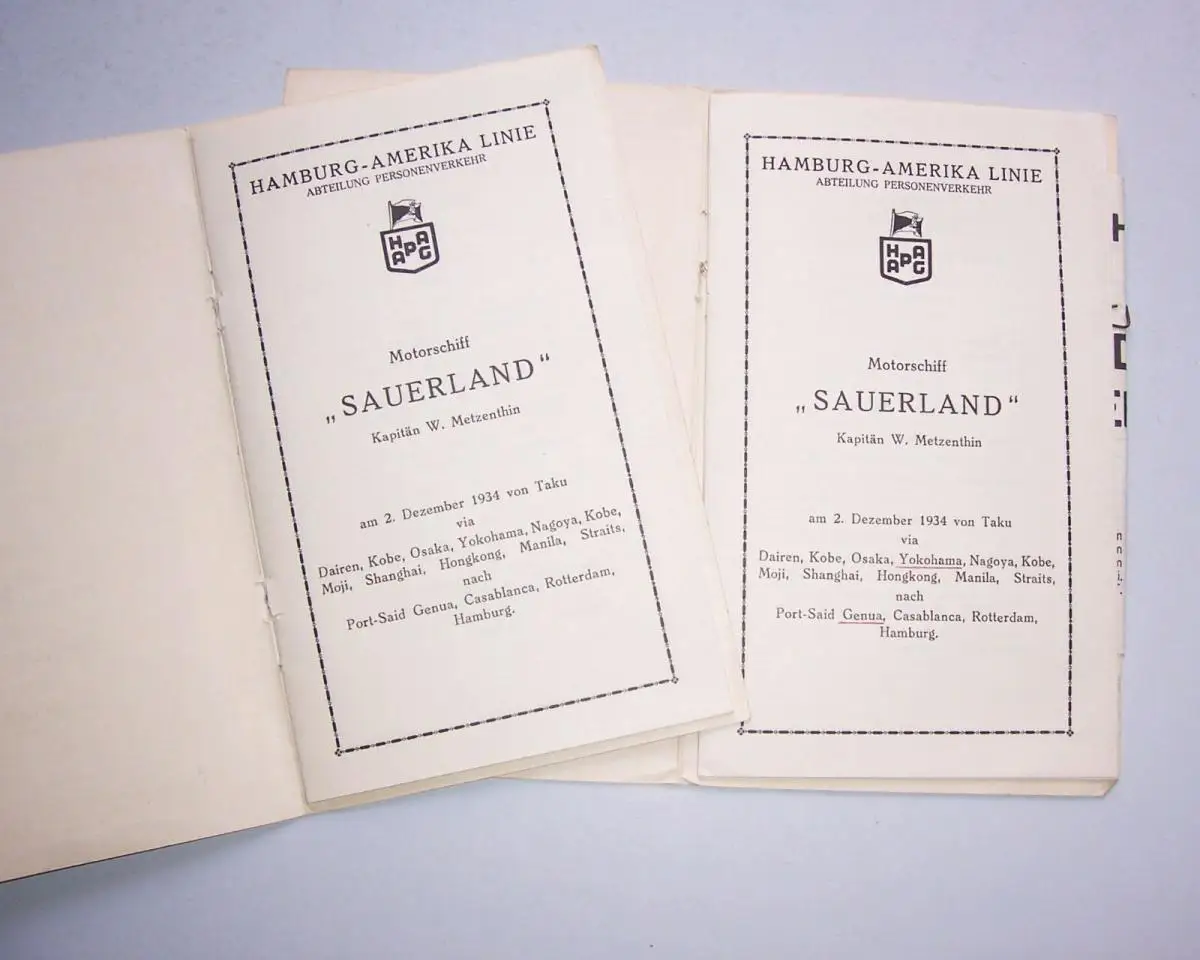 HAMBURG-AMERIKA LINIE
ABTEILUNG PERSONENVERKEHR
HAPAG
Motorschiff
„SAUERLAND“
Kapitän W. Metzenthin
am 2. Dezember 1934 von Taku
via
Dairen, Kobe, Osaka, Yokohama, Nagoya, Kobe,
Moji, Shanghai, Hongkong, Manila, Straits,
nach
Port-Said Genua, Casablanca, Rotterdam,
Hamburg.
HAMBURG-AMERIKA LINIE
ABTEILUNG PERSONENVERKEHR
HAPAG
Motorschiff
„SAUERLAND“
Kapitän W. Metzenthin
am 2. Dezember 1934 von Taku
via
Dairen, Kobe, Osaka, Yokohama, Nagoya, Kobe,
Moji, Shanghai, Hongkong, Manila, Straits,
nach
Port-Said Genua, Casablanca, Rotterdam,
Hamburg.